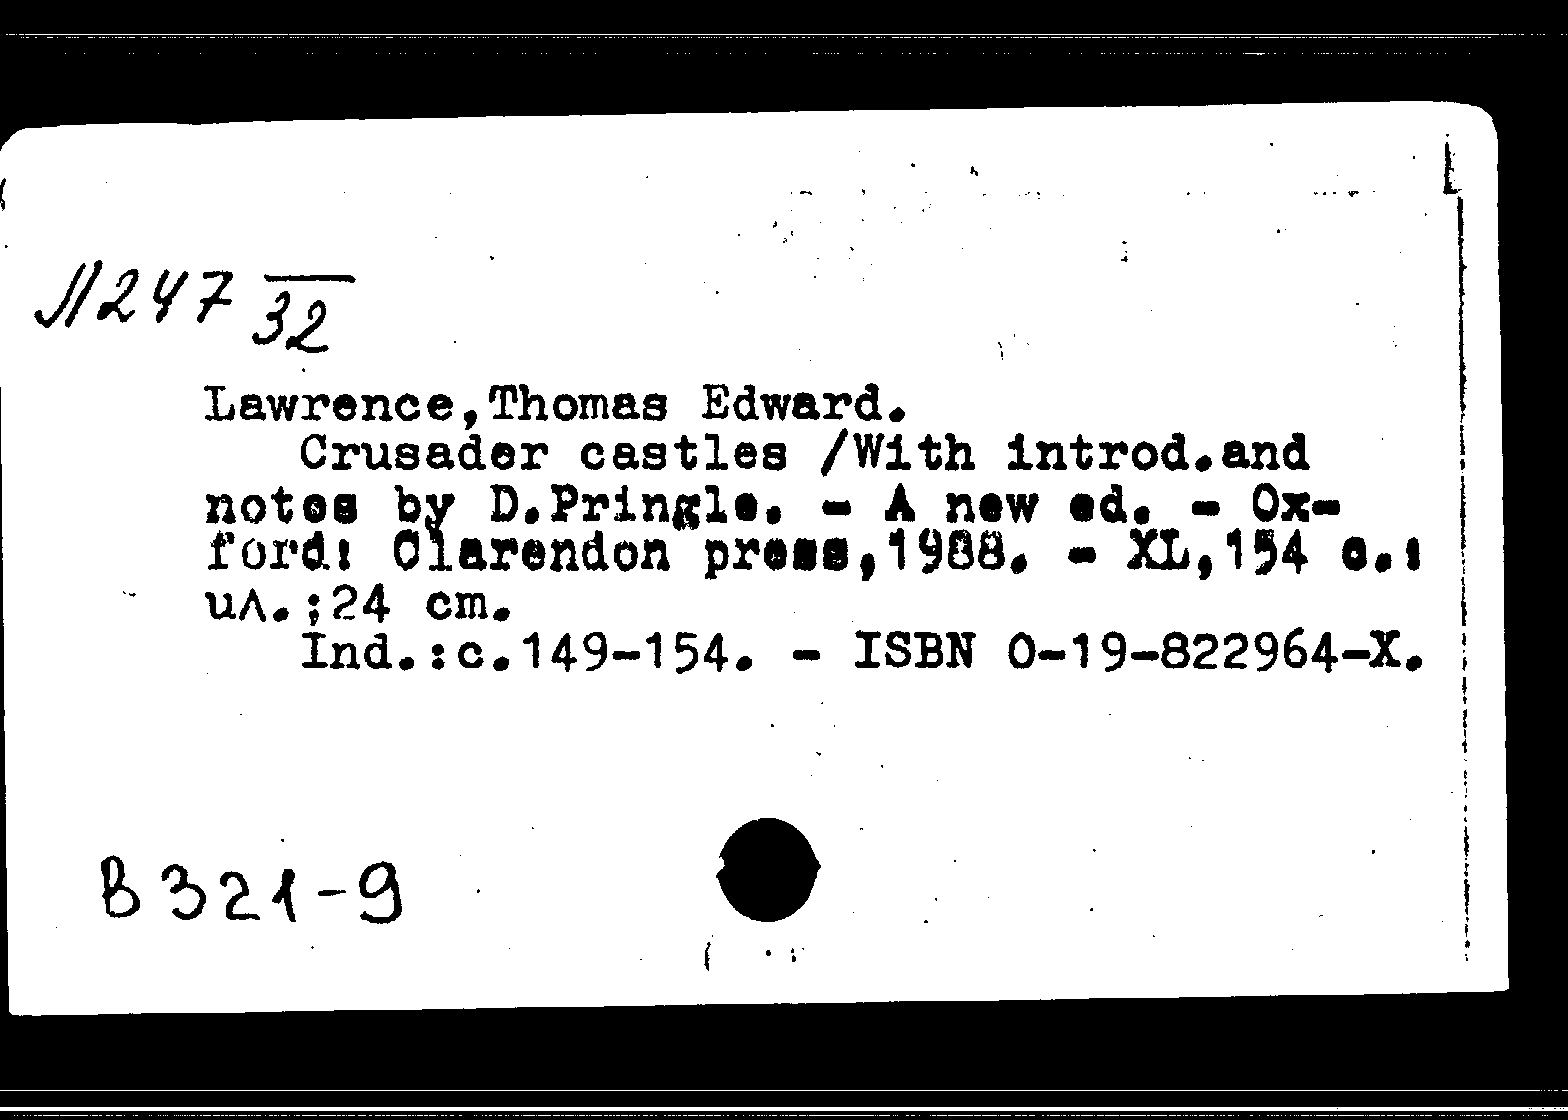 Л247 32
Lawrence,Thomas Edward.
Crusader castles /With introd.and
notes by D.Pringle. - A new ed. - Ox-
ford: Clarendon press,1988. - XL,154 c.:
ил.;24 cm.
Ind.:c.149-154. - ISBN 0-19-822964-X.
В 321-9